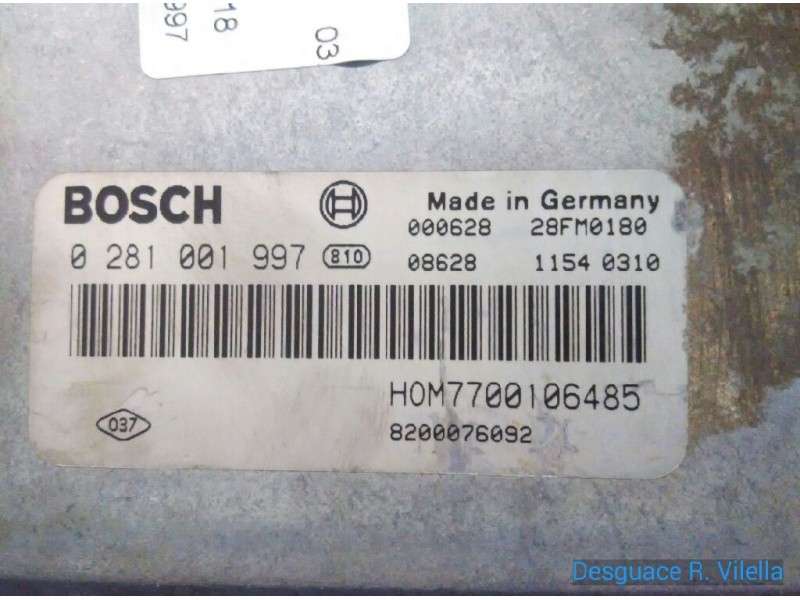 997
18
03
BOSCH
Made in Germany
000628 28FM0180
0 281 001 997 810
08628 1154 0310
HOM7700106485
037
8200076092
Desguace R. Vilella